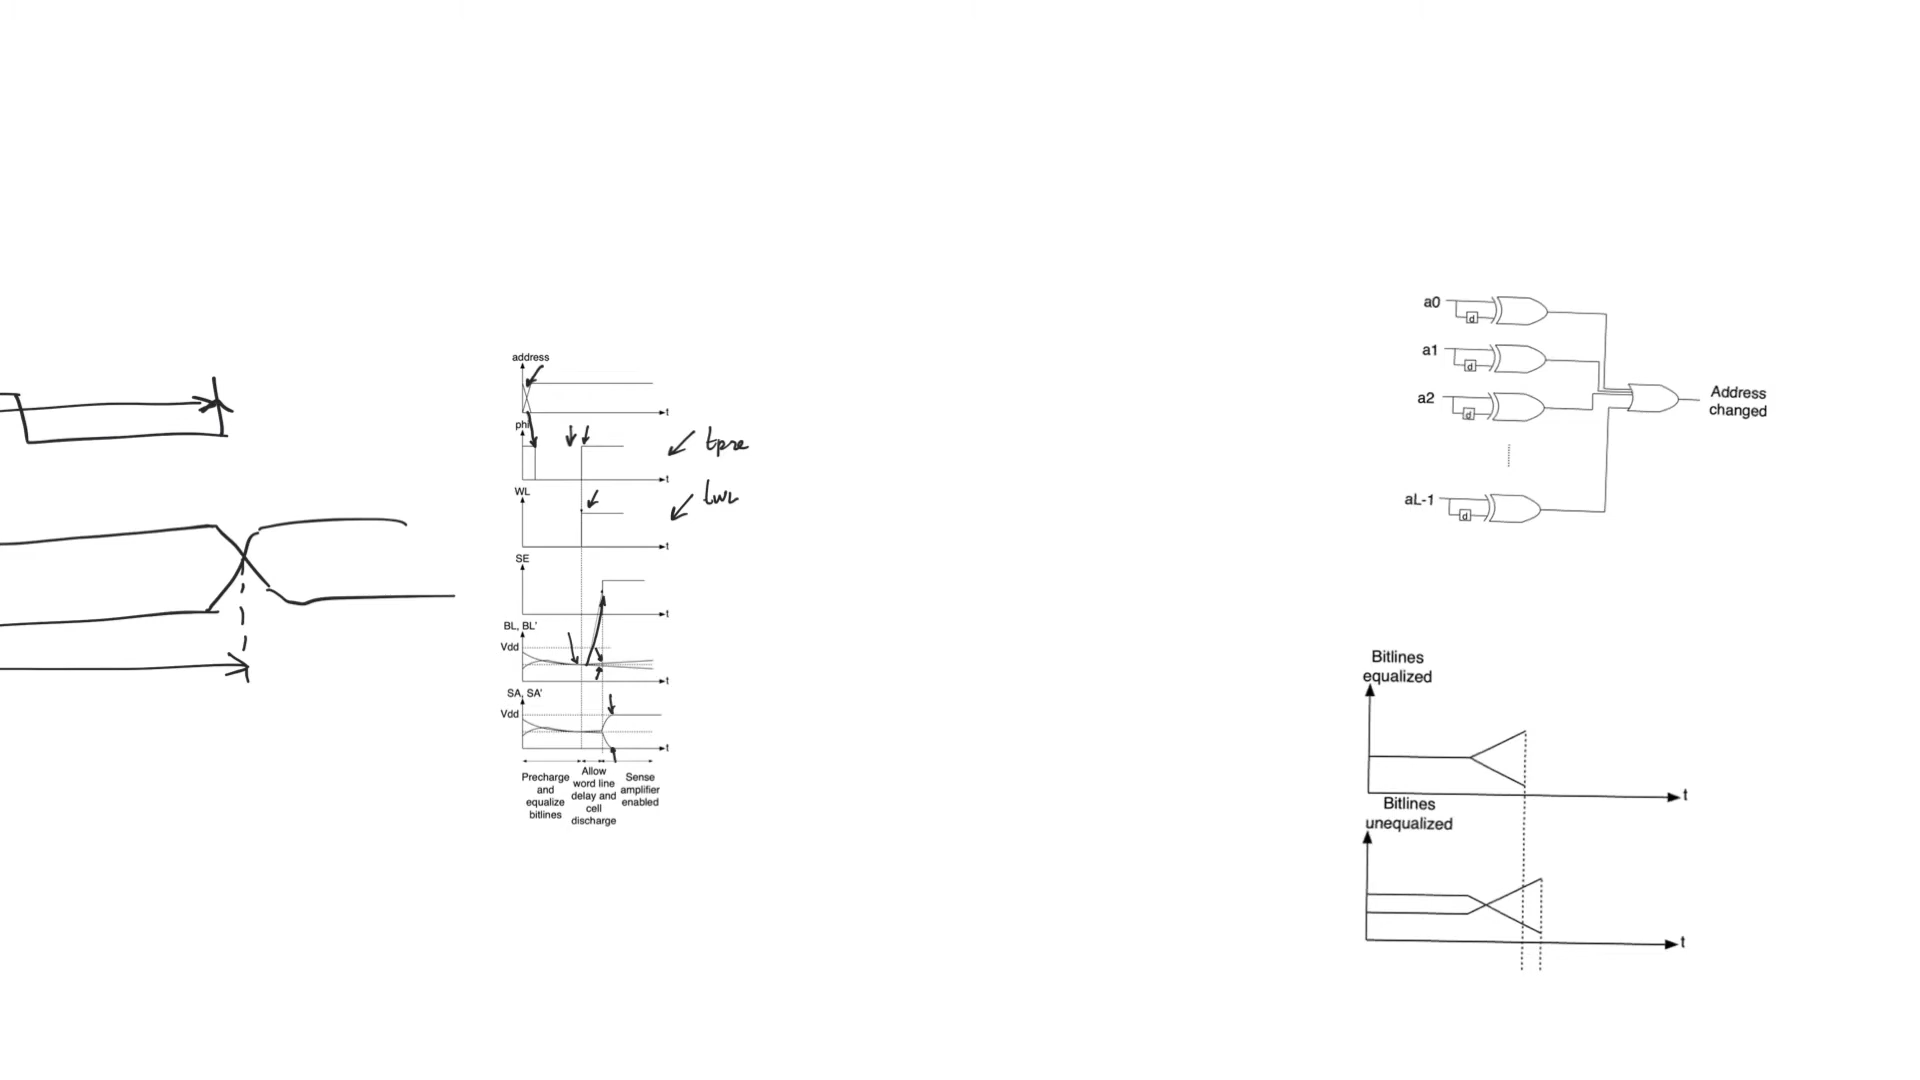 address
t
phi
t
tpre
WL
t
twl
SE
t
BL, BL'
Vdd
t
SA, SA'
Vdd
t
Precharge
and
equalize
bitlines
Allow
word line
delay and
cell
discharge
Sense
amplifier
enabled
a0
d
a1
d
a2
d
aL-1
d
Address
changed
Bitlines
equalized
t
Bitlines
unequalized
t